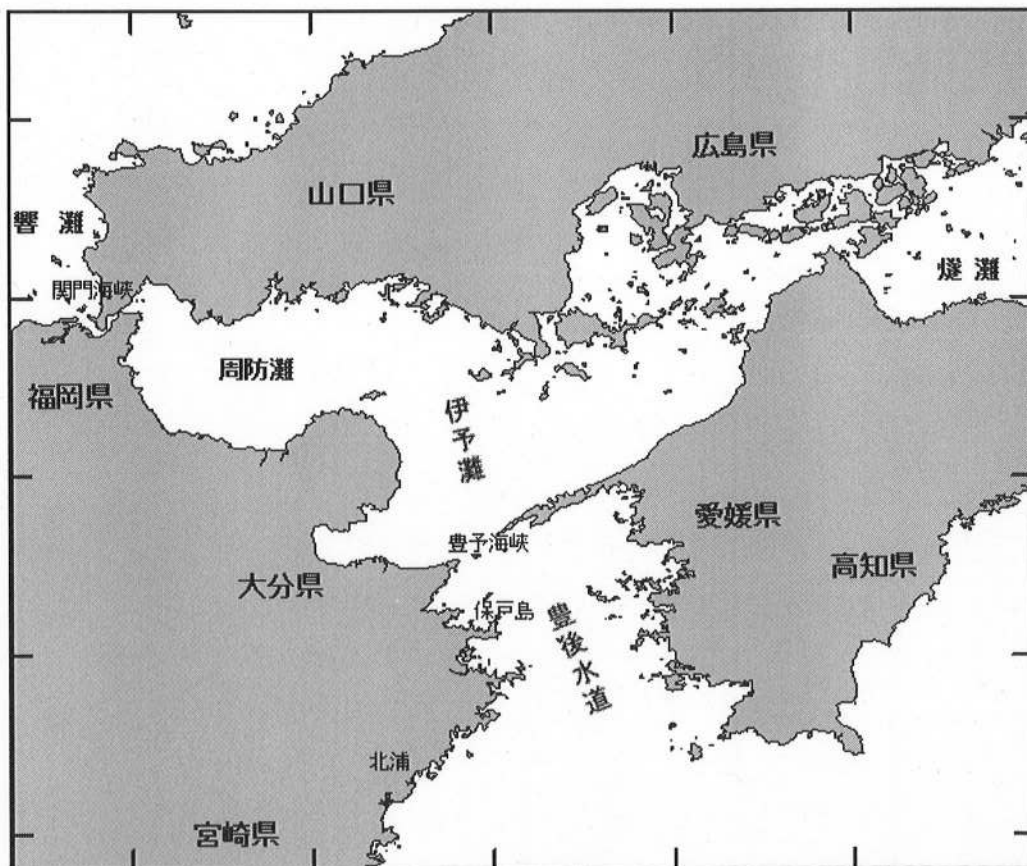 広島県
山口県
響灘
燧灘
関門海峡
周防灘
福岡県
伊予灘
愛媛県
豊予海峡
高知県
大分県
保戸島
豊後水道
北浦
宮崎県